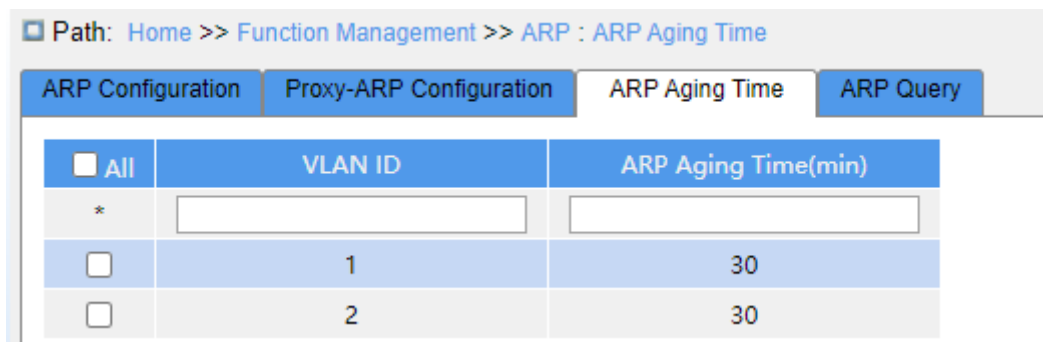 Path: Home >> Function Management >> ARP : ARP Aging Time
ARP Configuration Proxy-ARP Configuration ARP Aging Time ARP Query
All VLAN ID ARP Aging Time(min)
*
1 30
2 30